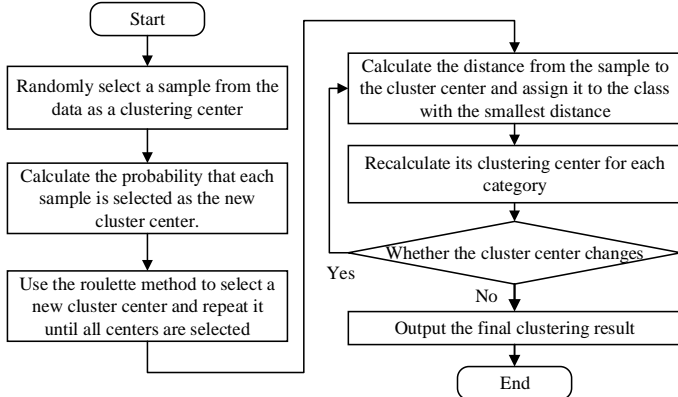 Start
Randomly select a sample from the
data as a clustering center
Calculate the probability that each
sample is selected as the new
cluster center.
Use the roulette method to select a
new cluster center and repeat it
until all centers are selected
Calculate the distance from the sample to
the cluster center and assign it to the class
with the smallest distance
Recalculate its clustering center for each
category
Whether the cluster center changes
Yes
No
Output the final clustering result
End